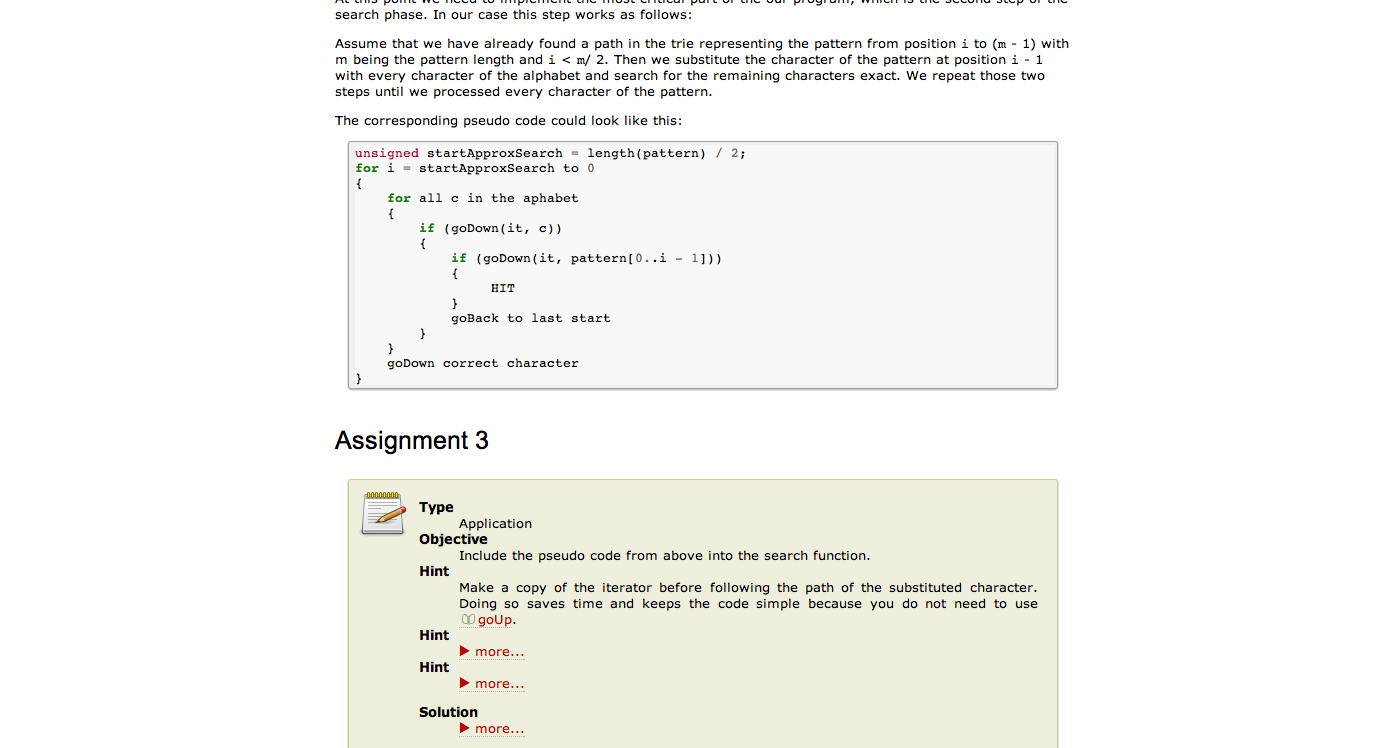 search phase. In our case this step works as follows:
Assume that we have already found a path in the trie representing the pattern from position i to (m - 1) with
m being the pattern length and i < m/ 2. Then we substitute the character of the pattern at position i - 1
with every character of the alphabet and search for the remaining characters exact. We repeat those two
steps until we processed every character of the pattern.
The corresponding pseudo code could look like this:
unsigned startApproxSearch = length(pattern) / 2;
for i = startApproxSearch to 0
{
    for all c in the aphabet
    {
        if (goDown(it, c))
        {
            if (goDown(it, pattern[0..i - 1]))
            {
                 HIT
            }
            goBack to last start
        }
    }
    goDown correct character
}
Assignment 3
Type
Application
Objective
Include the pseudo code from above into the search function.
Hint
Make a copy of the iterator before following the path of the substituted character.
Doing so saves time and keeps the code simple because you do not need to use
goUp.
Hint
more...
Hint
more...
Solution
more...